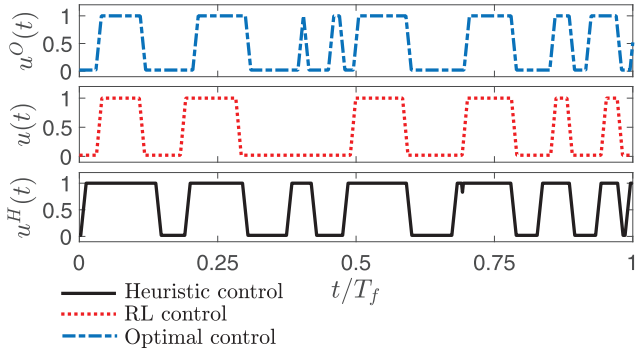 1
0.5
0
u^O(t)
1
0.5
0
u(t)
1
0.5
0
u^H(t)
0 0.25 0.5 0.75 1
t/T_f
Heuristic control
RL control
Optimal control